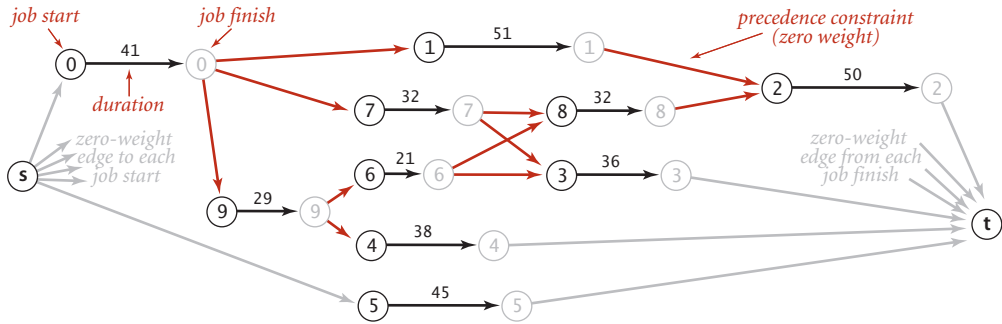 job start
job finish
41
51
precedence constraint
(zero weight)
0
0
1
1
duration
32
32
50
7
7
8
8
2
2
zero-weight
edge to each
job start
s
21
36
zero-weight
edge from each
job finish
6
6
3
3
29
9
9
38
4
4
t
45
5
5